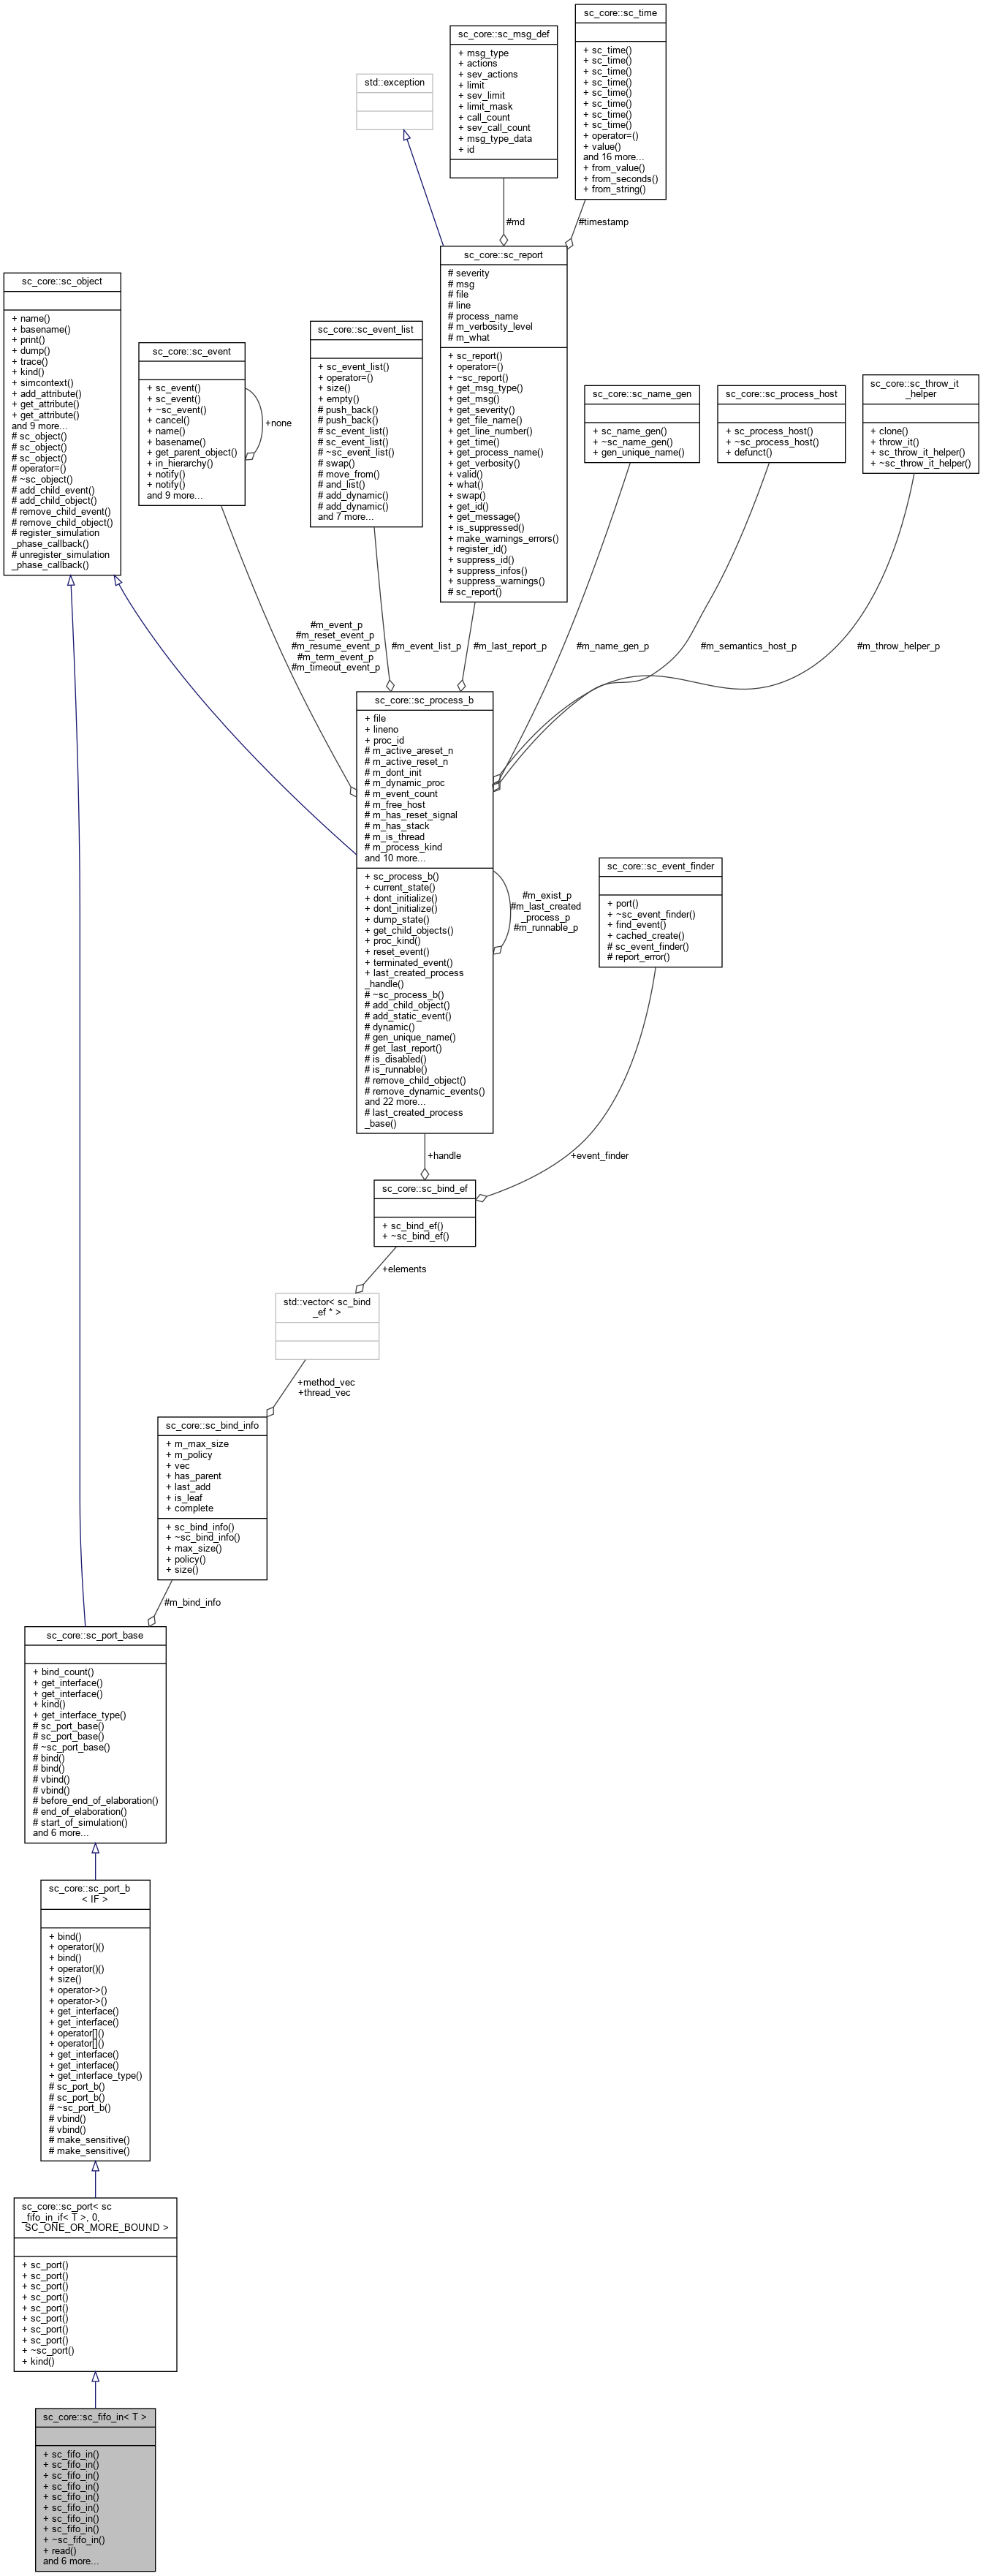 sc_core::sc_time
+ sc_time()
+ sc_time()
+ sc_time()
+ sc_time()
+ sc_time()
+ sc_time()
+ sc_time()
+ sc_time()
+ operator=()
+ value()
and 16 more...
+ from_value()
+ from_seconds()
+ from_string()
sc_core::sc_msg_def
+ msg_type
+ actions
+ sev_actions
+ limit
+ sev_limit
+ limit_mask
+ call_count
+ sev_call_count
+ msg_type_data
+ id
std::exception
#md
#timestamp
sc_core::sc_report
# severity
# msg
# file
# line
# process_name
# m_verbosity_level
# m_what
+ sc_report()
+ operator=()
+ ~sc_report()
+ get_msg_type()
+ get_msg()
+ get_severity()
+ get_file_name()
+ get_line_number()
+ get_time()
+ get_process_name()
+ get_verbosity()
+ valid()
+ what()
+ swap()
+ get_id()
+ get_message()
+ is_suppressed()
+ make_warnings_errors()
+ register_id()
+ suppress_id()
+ suppress_infos()
+ suppress_warnings()
# sc_report()
sc_core::sc_object
+ name()
+ basename()
+ print()
+ dump()
+ trace()
+ kind()
+ simcontext()
+ add_attribute()
+ get_attribute()
+ get_attribute()
and 9 more...
# sc_object()
# sc_object()
# sc_object()
# operator=()
# ~sc_object()
# add_child_event()
# add_child_object()
# remove_child_event()
# remove_child_object()
# register_simulation
_phase_callback()
# unregister_simulation
_phase_callback()
sc_core::sc_event
+ sc_event()
+ sc_event()
+ ~sc_event()
+ cancel()
+ name()
+ basename()
+ get_parent_object()
+ in_hierarchy()
+ notify()
+ notify()
and 9 more...
+none
sc_core::sc_event_list
+ sc_event_list()
+ operator=()
+ size()
+ empty()
# push_back()
# push_back()
# sc_event_list()
# sc_event_list()
# ~sc_event_list()
# swap()
# move_from()
# and_list()
# add_dynamic()
# add_dynamic()
and 7 more...
sc_core::sc_name_gen
+ sc_name_gen()
+ ~sc_name_gen()
+ gen_unique_name()
sc_core::sc_process_host
+ sc_process_host()
+ ~sc_process_host()
+ defunct()
sc_core::sc_throw_it
_helper
+ clone()
+ throw_it()
+ sc_throw_it_helper()
+ ~sc_throw_it_helper()
#m_event_p
#m_reset_event_p
#m_resume_event_p
#m_term_event_p
#m_timeout_event_p
#m_event_list_p
#m_last_report_p
#m_name_gen_p
#m_semantics_host_p
#m_throw_helper_p
sc_core::sc_process_b
+ file
+ lineno
+ proc_id
# m_active_areset_n
# m_active_reset_n
# m_dont_init
# m_dynamic_proc
# m_event_count
# m_free_host
# m_has_reset_signal
# m_has_stack
# m_is_thread
# m_process_kind
and 10 more...
+ sc_process_b()
+ current_state()
+ dont_initialize()
+ dont_initialize()
+ dump_state()
+ get_child_objects()
+ proc_kind()
+ reset_event()
+ terminated_event()
+ last_created_process
_handle()
# ~sc_process_b()
# add_child_object()
# add_static_event()
# dynamic()
# gen_unique_name()
# get_last_report()
# is_disabled()
# is_runnable()
# remove_child_object()
# remove_dynamic_events()
and 22 more...
# last_created_process
_base()
#m_exist_p
#m_last_created
_process_p
#m_runnable_p
sc_core::sc_event_finder
+ port()
+ ~sc_event_finder()
+ find_event()
+ cached_create()
# sc_event_finder()
# report_error()
+handle
+event_finder
sc_core::sc_bind_ef
+ sc_bind_ef()
+ ~sc_bind_ef()
+elements
std::vector< sc_bind
_ef * >
+method_vec
+thread_vec
sc_core::sc_bind_info
+ m_max_size
+ m_policy
+ vec
+ has_parent
+ last_add
+ is_leaf
+ complete
+ sc_bind_info()
+ ~sc_bind_info()
+ max_size()
+ policy()
+ size()
#m_bind_info
sc_core::sc_port_base
+ bind_count()
+ get_interface()
+ get_interface()
+ kind()
+ get_interface_type()
# sc_port_base()
# sc_port_base()
# ~sc_port_base()
# bind()
# bind()
# vbind()
# vbind()
# before_end_of_elaboration()
# end_of_elaboration()
# start_of_simulation()
and 6 more...
sc_core::sc_port_b
< IF >
+ bind()
+ operator()()
+ bind()
+ operator()()
+ size()
+ operator->()
+ operator->()
+ get_interface()
+ get_interface()
+ operator[]()
+ operator[]()
+ get_interface()
+ get_interface()
+ get_interface_type()
# sc_port_b()
# sc_port_b()
# ~sc_port_b()
# vbind()
# vbind()
# make_sensitive()
# make_sensitive()
sc_core::sc_port< sc
_fifo_in_if< T >, 0,
SC_ONE_OR_MORE_BOUND >
+ sc_port()
+ sc_port()
+ sc_port()
+ sc_port()
+ sc_port()
+ sc_port()
+ sc_port()
+ sc_port()
+ ~sc_port()
+ kind()
sc_core::sc_fifo_in< T >
+ sc_fifo_in()
+ sc_fifo_in()
+ sc_fifo_in()
+ sc_fifo_in()
+ sc_fifo_in()
+ sc_fifo_in()
+ sc_fifo_in()
+ sc_fifo_in()
+ ~sc_fifo_in()
+ read()
and 6 more...